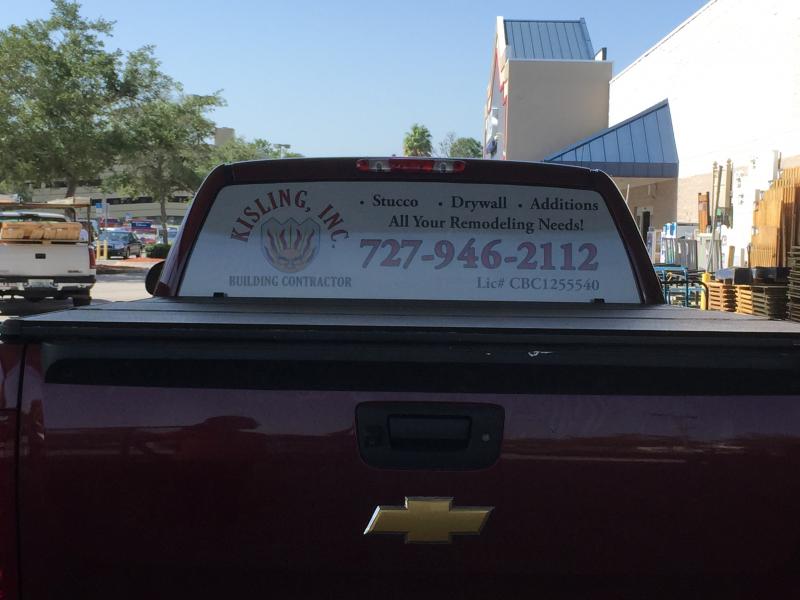 KISLING, INC.
BUILDING CONTRACTOR
• Stucco • Drywall • Additions
All Your Remodeling Needs!
727-946-2112
Lic# CBC1255540